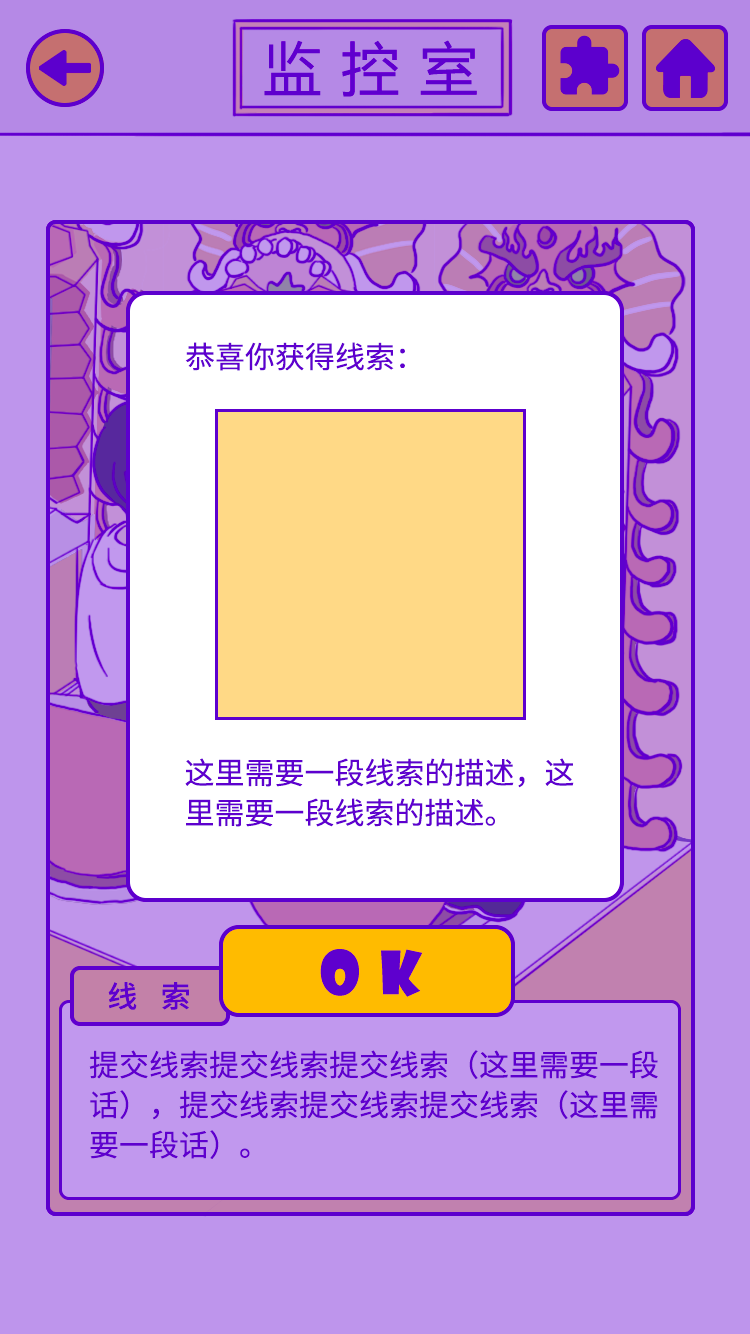 监控室
恭喜你获得线索：
这里需要一段线索的描述，这
里需要一段线索的描述。
OK
线索
提交线索提交线索提交线索（这里需要一段
话），提交线索提交线索提交线索（这里需
要一段话）。